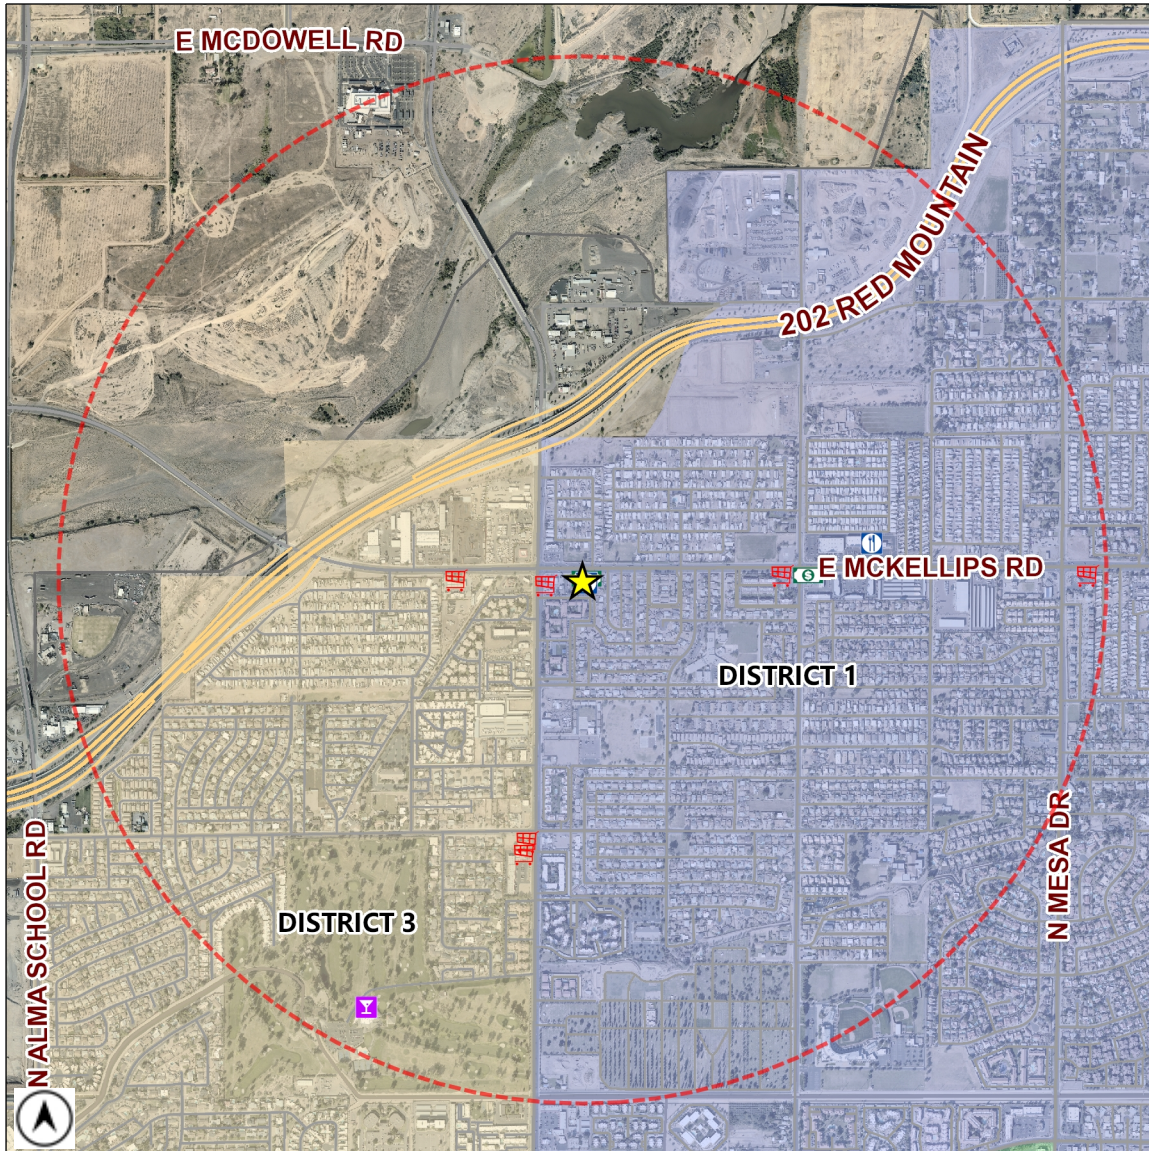 E MCDOWELL RD
202 RED MOUNTAIN
$
E MCKELLIPS RD
DISTRICT 1
N MESA DR
N ALMA SCHOOL RD
DISTRICT 3